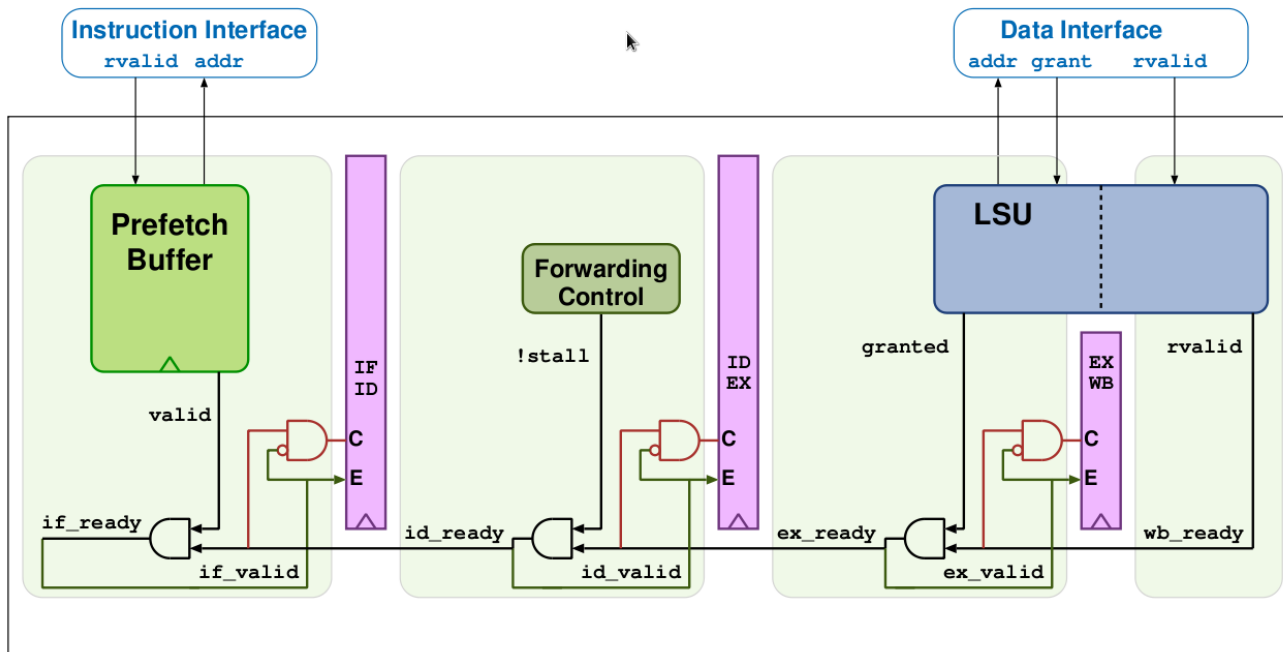 Instruction Interface
rvalid addr
Data Interface
addr grant rvalid
Prefetch
Buffer
LSU
Forwarding
Control
!stall
granted
rvalid
IF
ID
ID
EX
EX
WB
valid
C
C
C
E
E
E
if_ready
id_ready
ex_ready
wb_ready
if_valid
id_valid
ex_valid